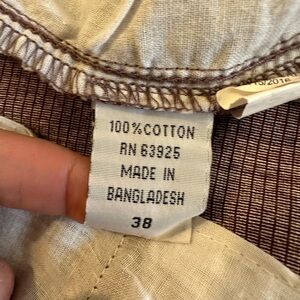 100%COTTON
RN 63925
MADE IN
BANGLADESH
38